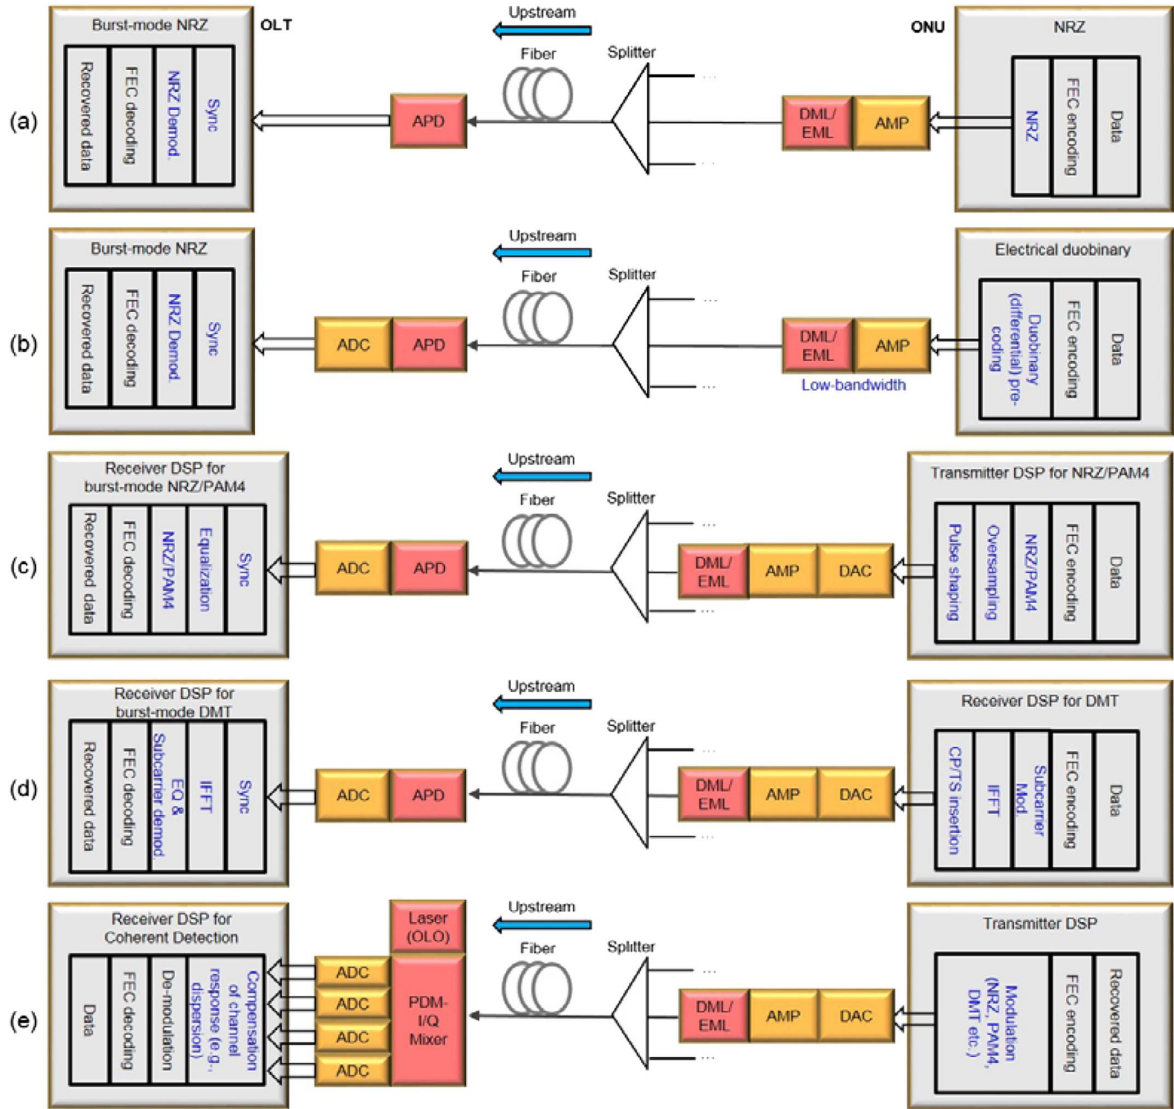 Burst-mode NRZ
OLT
Recovered data
FEC decoding
NRZ Demod.
Sync
(a)
APD
Upstream
Fiber
Splitter
...
...
DML/
EML
AMP
ONU
NRZ
NRZ
FEC encoding
Data
Burst-mode NRZ
Recovered data
FEC decoding
NRZ Demod.
Sync
(b)
ADC
APD
Upstream
Fiber
Splitter
...
...
DML/
EML
AMP
Low-bandwidth
Electrical duobinary
Duobinary
(differential) pre-
coding
FEC encoding
Data
Receiver DSP for
burst-mode NRZ/PAM4
Recovered data
FEC decoding
NRZ/PAM4
Equalization
Sync
(c)
ADC
APD
Upstream
Fiber
Splitter
...
...
DML/
EML
AMP
DAC
Transmitter DSP for NRZ/PAM4
Pulse shaping
Oversampling
NRZ/PAM4
FEC encoding
Data
Receiver DSP for
burst-mode DMT
Recovered data
FEC decoding
EQ &
Subcarrier demod.
IFFT
Sync
(d)
ADC
APD
Upstream
Fiber
Splitter
...
...
DML/
EML
AMP
DAC
Receiver DSP for DMT
CP/TS insertion
IFFT
Subcarrier
Mod.
FEC encoding
Data
Receiver DSP for
Coherent Detection
Data
FEC decoding
De-modulation
Compensation
of channel
response (e.g.,
dispersion)
(e)
ADC
ADC
ADC
ADC
Laser
(OLO)
PDM-
I/Q
Mixer
Upstream
Fiber
Splitter
...
...
DML/
EML
AMP
DAC
Transmitter DSP
Modulation
(NRZ, PAM4,
DMT etc.)
FEC encoding
Recovered data